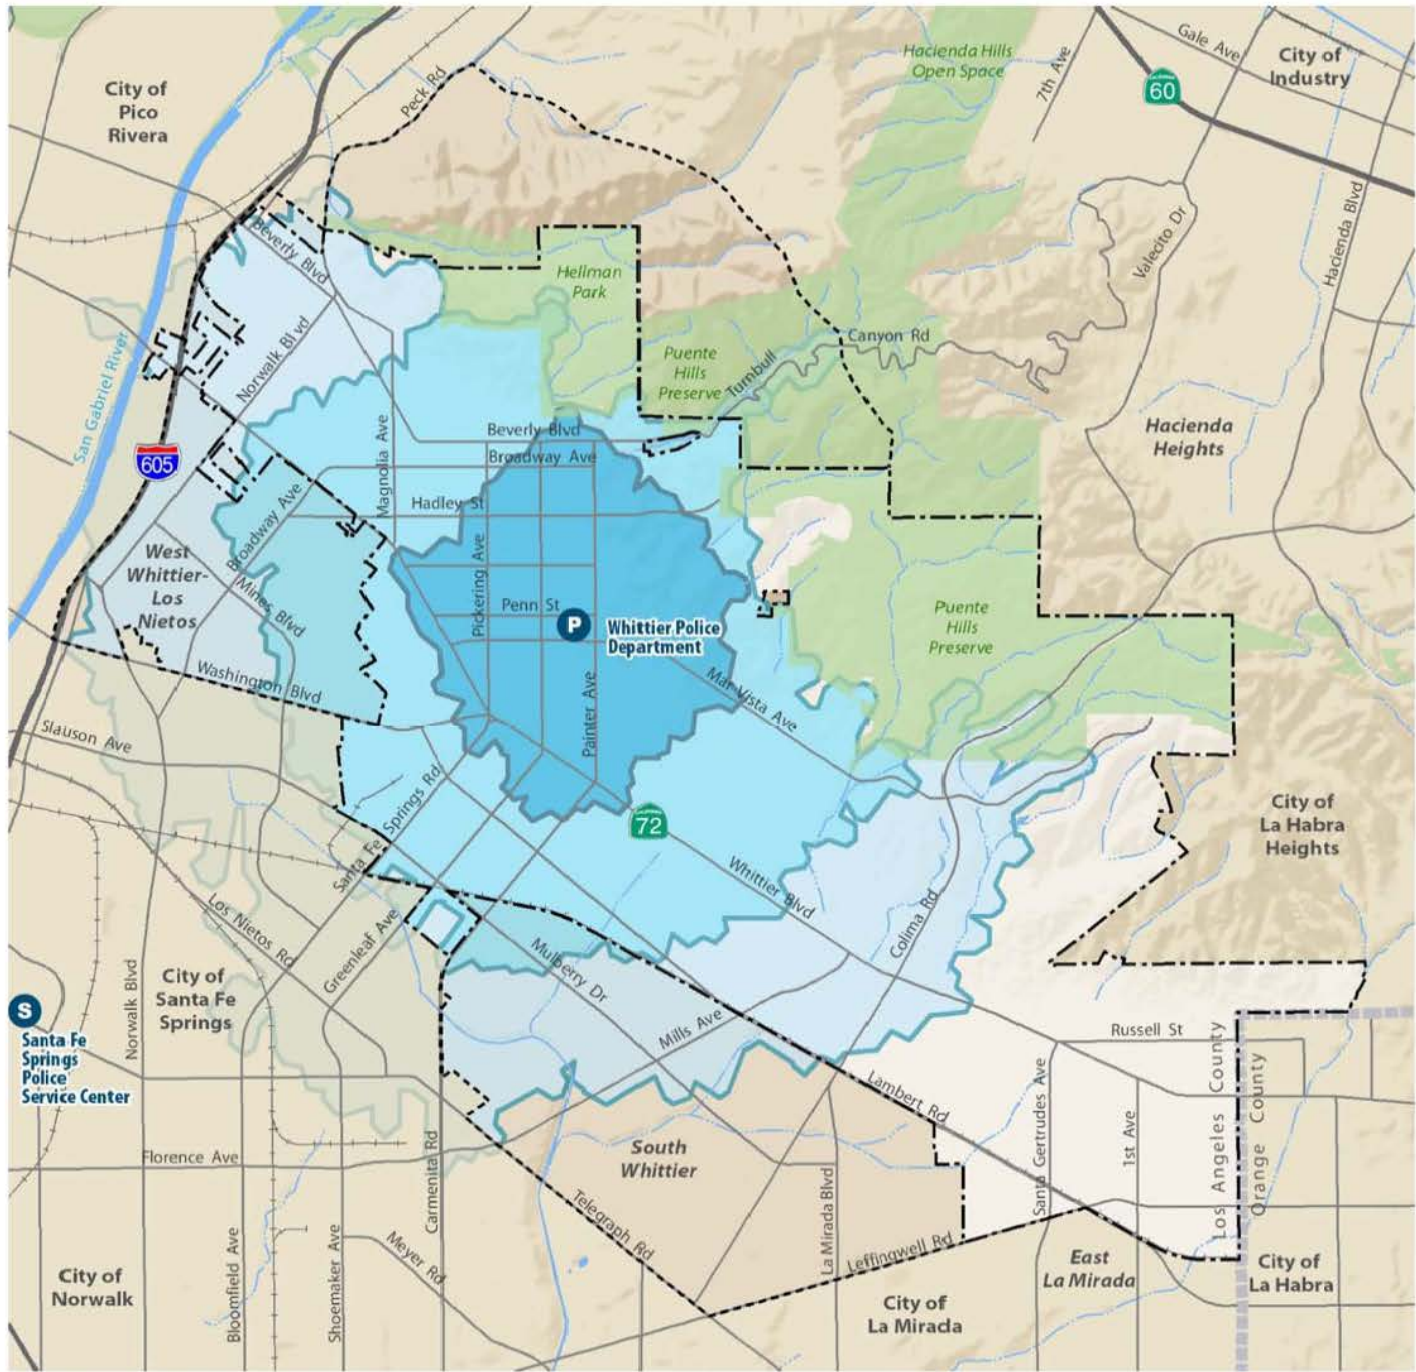 City of
Pico
Rivera
Peck Rd
Hacienda Hills
Open Space
7th Ave
Gale Ave
City of
Industry
CALIFORNIA
60
Beverly Blvd
Hellman
Park
Valecito Dr
Hacienda Blvd
San Gabriel River
Norwalk Blvd
Puente
Hills
Preserve
Turnbull
Canyon Rd
605
Magnolia Ave
Beverly Blvd
Broadway Ave
Hacienda
Heights
Hadley St
Broadway Ave
West
Whittier-
Los
Nietos
Mines Blvd
Pickering Ave
Penn St
P
Whittier Police
Department
Puente
Hills
Preserve
Washington Blvd
Mar Vista Ave
Painter Ave
Slauson Ave
Santa Fe Springs Rd
CALIFORNIA
72
City of
La Habra
Heights
Whittier Blvd
Los Nietos Rd
Greenleaf Ave
Colima Rd
Mulberry Dr
City of
Santa Fe
Springs
Norwalk Blvd
S
Santa Fe
Springs
Police
Service Center
Mills Ave
Russell St
Lambert Rd
Santa Gertrudes Ave
1st Ave
Los Angeles County
Orange County
Florence Ave
Carmenita Rd
South
Whittier
La Mirada Blvd
Telegraph Rd
Leffingwell Rd
Bloomfield Ave
Shoemaker Ave
Meyer Rd
City of
Norwalk
East
La Mirada
City of
La Habra
City of
La Mirada